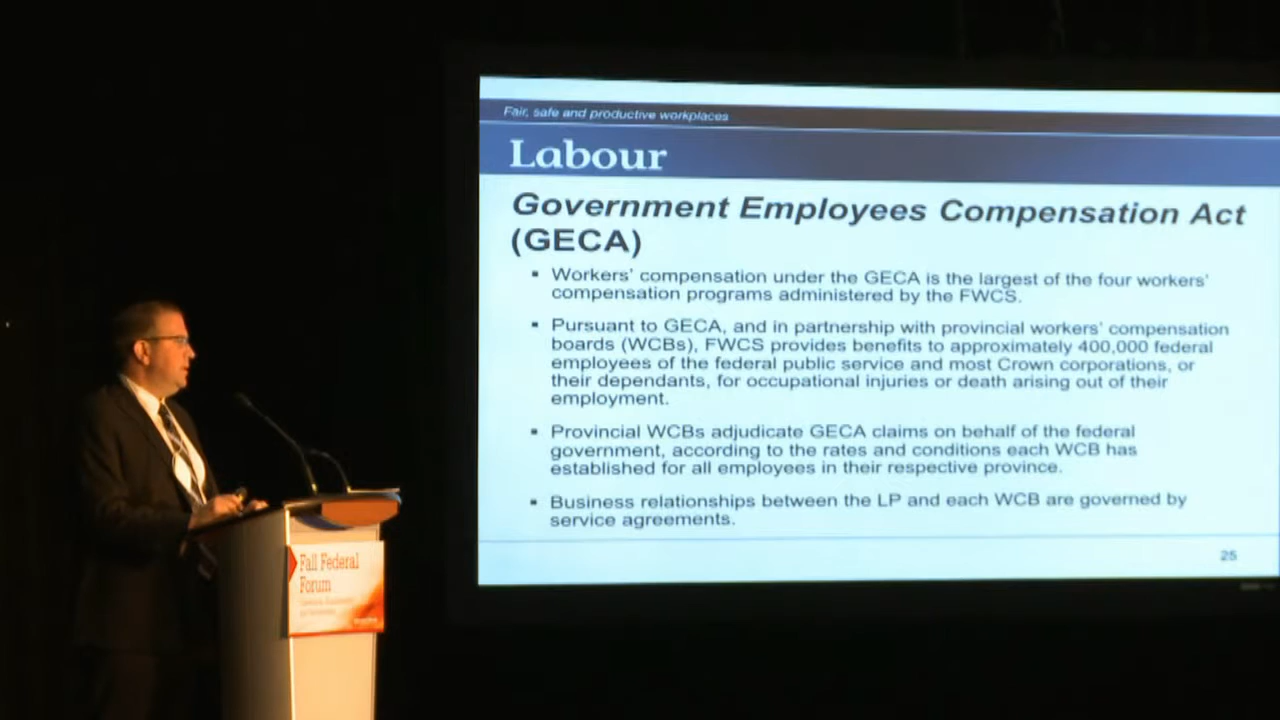 Fair, safe and productive workplaces
Labour
Government Employees Compensation Act
(GECA)
▪ Workers' compensation under the GECA is the largest of the four workers'
compensation programs administered by the FWCS.
▪ Pursuant to GECA, and in partnership with provincial workers' compensation
boards (WCBs), FWCS provides benefits to approximately 400,000 federal
employees of the federal public service and most Crown corporations, or
their dependants, for occupational injuries or death arising out of their
employment.
▪ Provincial WCBs adjudicate GECA claims on behalf of the federal
government, according to the rates and conditions each WCB has
established for all employees in their respective province.
▪ Business relationships between the LP and each WCB are governed by
service agreements.
25
Fall Federal
Forum